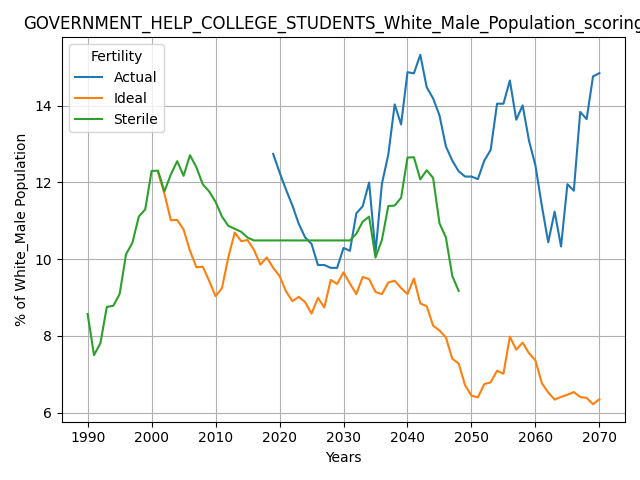 GOVERNMENT_HELP_COLLEGE_STUDENTS_White_Male_Population_scoring
Fertility
Actual
Ideal
Sterile
% of White_Male Population
14
12
10
8
6
1990 2000 2010 2020 2030 2040 2050 2060 2070
Years